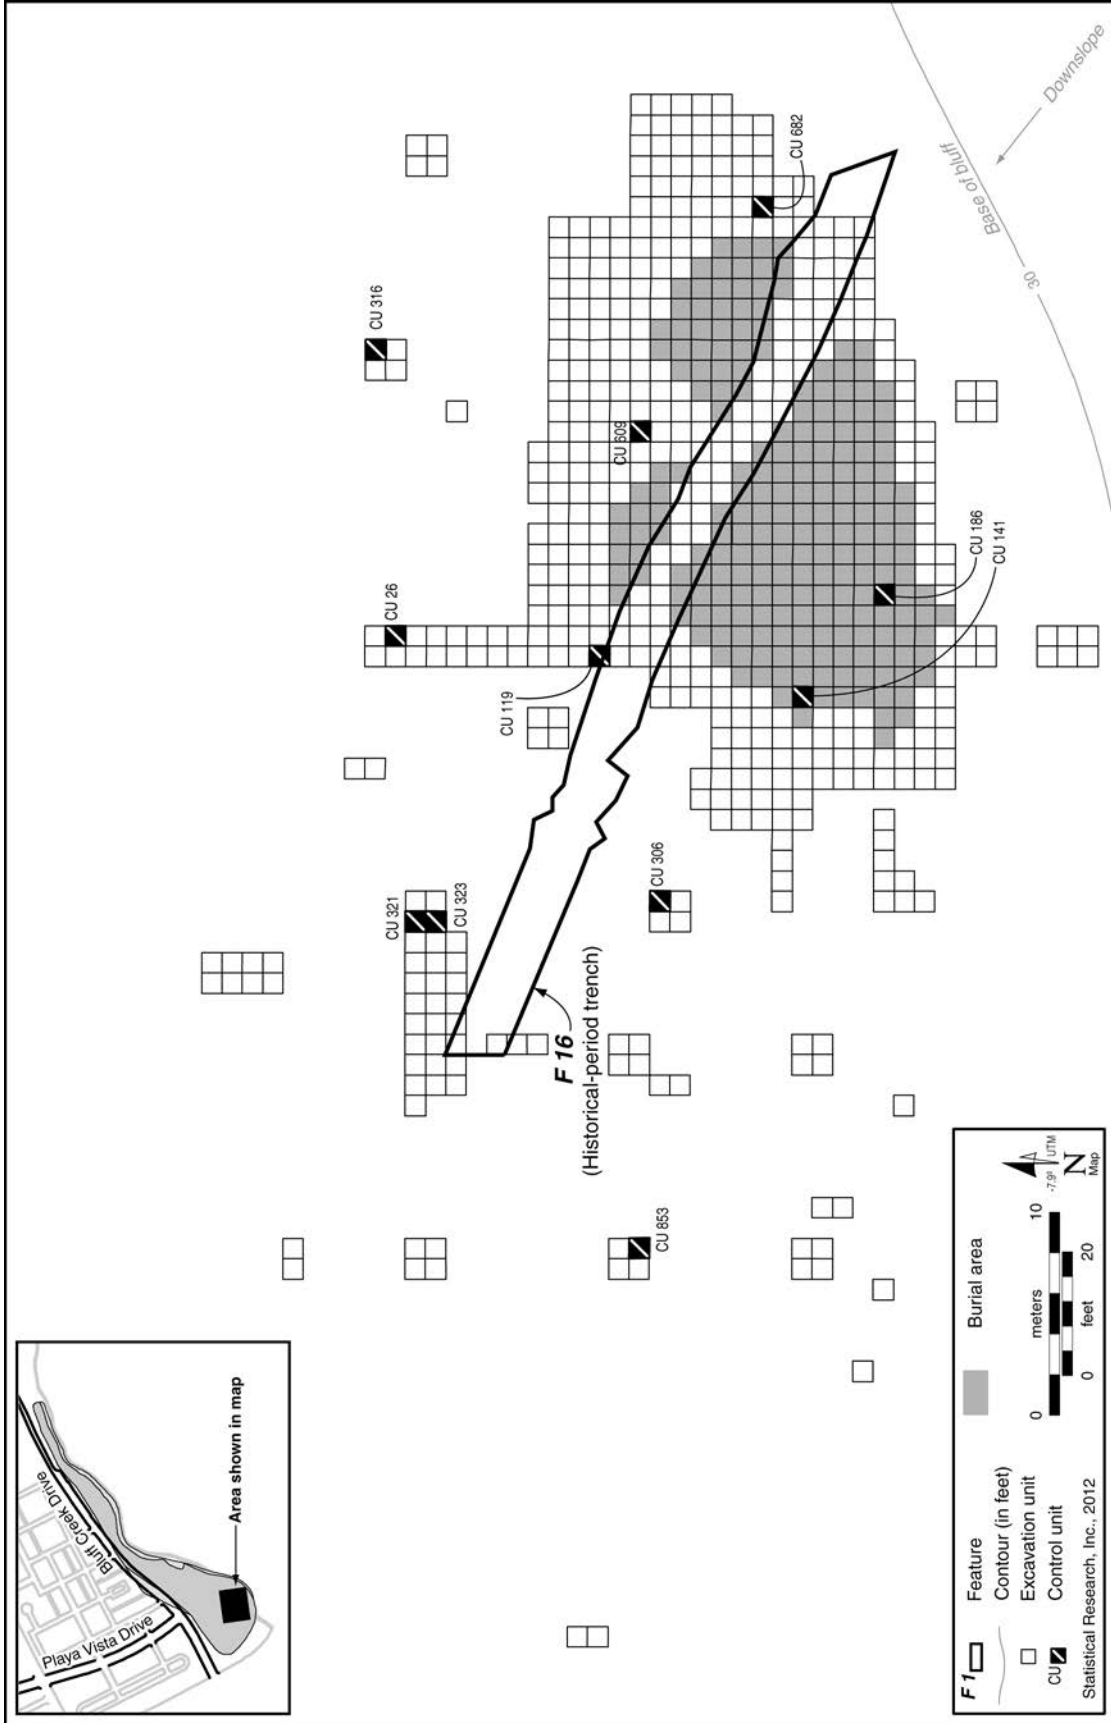 Playa Vista Drive
Bluff Creek Drive
Area shown in map
CU 316
CU 682
CU 26
CU 609
CU 119
CU 186
CU 141
CU 321
CU 323
CU 306
CU 853
F 16
(Historical-period trench)
Base of bluff
Downslope
30
F 1 Feature
Contour (in feet)
Excavation unit
CU Control unit
Burial area
0 meters 10
0 feet 20
-7.9° UTM
N
Map
Statistical Research, Inc., 2012